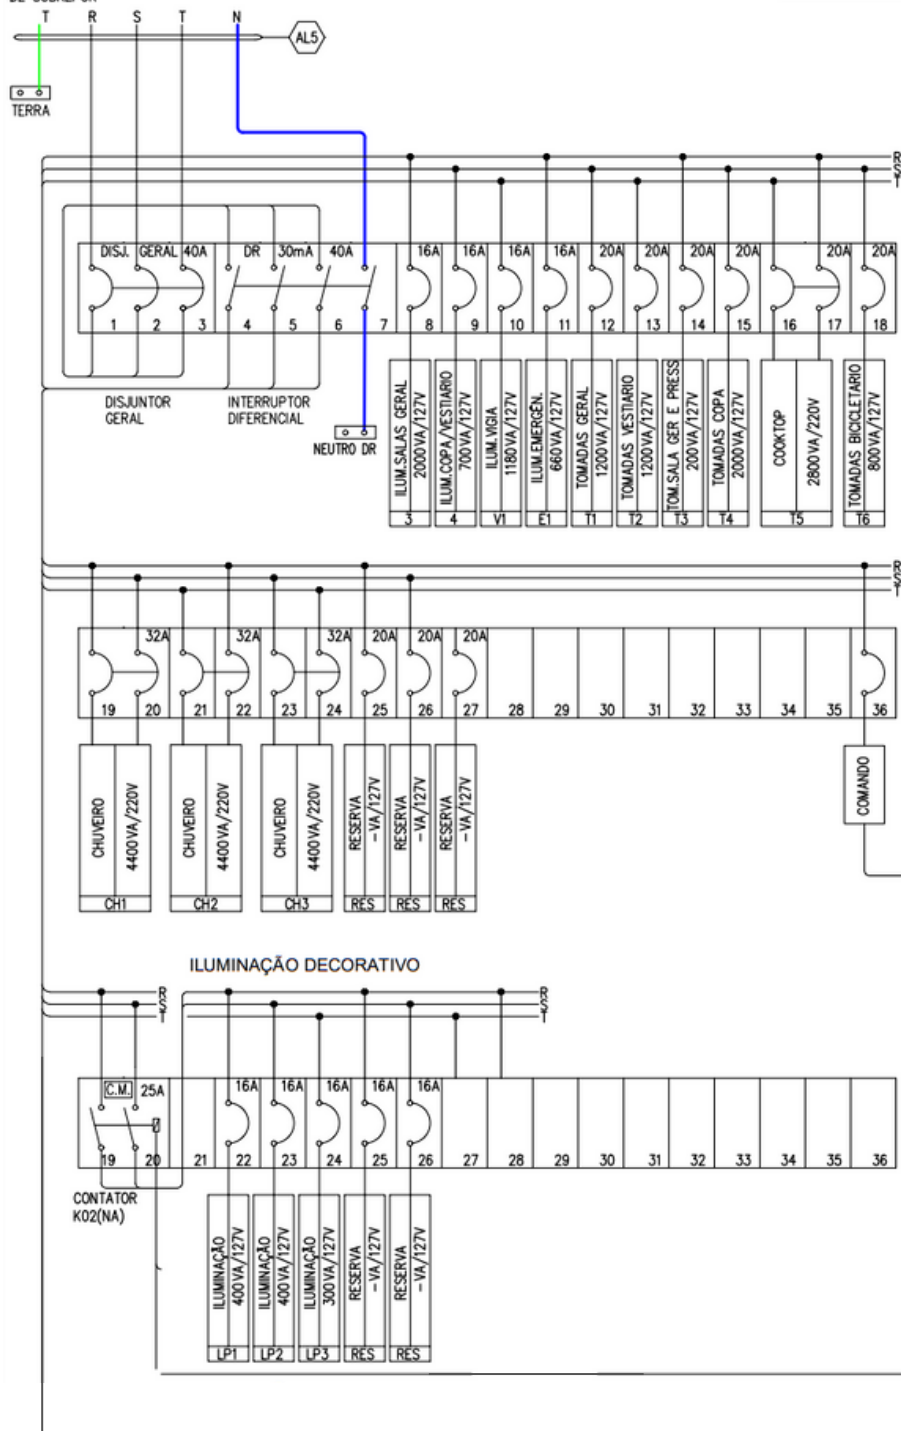 T R S T N
AL5
TERRA
R
S
T
DISJ. GERAL 40A DR 30mA 40A 16A 16A 16A 16A 20A 20A 20A 20A 20A 20A
1 2 3 4 5 6 7 8 9 10 11 12 13 14 15 16 17 18
DISJUNTOR
GERAL
INTERRUPTOR
DIFERENCIAL
NEUTRO DR
ILUM.SALAS GERAL
2000VA/127V
3
ILUM.COPA/VESTIARIO
700VA/127V
4
ILUM.VIGIA
1180VA/127V
V1
ILUM.EMERGÊN.
660VA/127V
E1
TOMADAS GERAL
1200VA/127V
T1
TOMADAS VESTIARIO
1200VA/127V
T2
TOM.SALA GER E PRESS
200VA/127V
T3
TOMADAS COPA
2000VA/127V
T4
COOKTOP
2800VA/220V
T5
TOMADAS BICICLETARIO
800VA/127V
T6
R
S
T
32A 32A 32A 20A 20A 20A
19 20 21 22 23 24 25 26 27 28 29 30 31 32 33 34 35 36
CHUVEIRO
4400VA/220V
CH1
CHUVEIRO
4400VA/220V
CH2
CHUVEIRO
4400VA/220V
CH3
RESERVA
-VA/127V
RES
RESERVA
-VA/127V
RES
RESERVA
-VA/127V
RES
COMANDO
ILUMINAÇÃO DECORATIVO
R
S
T
R
S
T
C.M. 25A 16A 16A 16A 16A 16A
19 20 21 22 23 24 25 26 27 28 29 30 31 32 33 34 35 36
CONTATOR
K02(NA)
ILUMINAÇÃO
400VA/127V
LP1
ILUMINAÇÃO
400VA/127V
LP2
ILUMINAÇÃO
300VA/127V
LP3
RESERVA
-VA/127V
RES
RESERVA
-VA/127V
RES